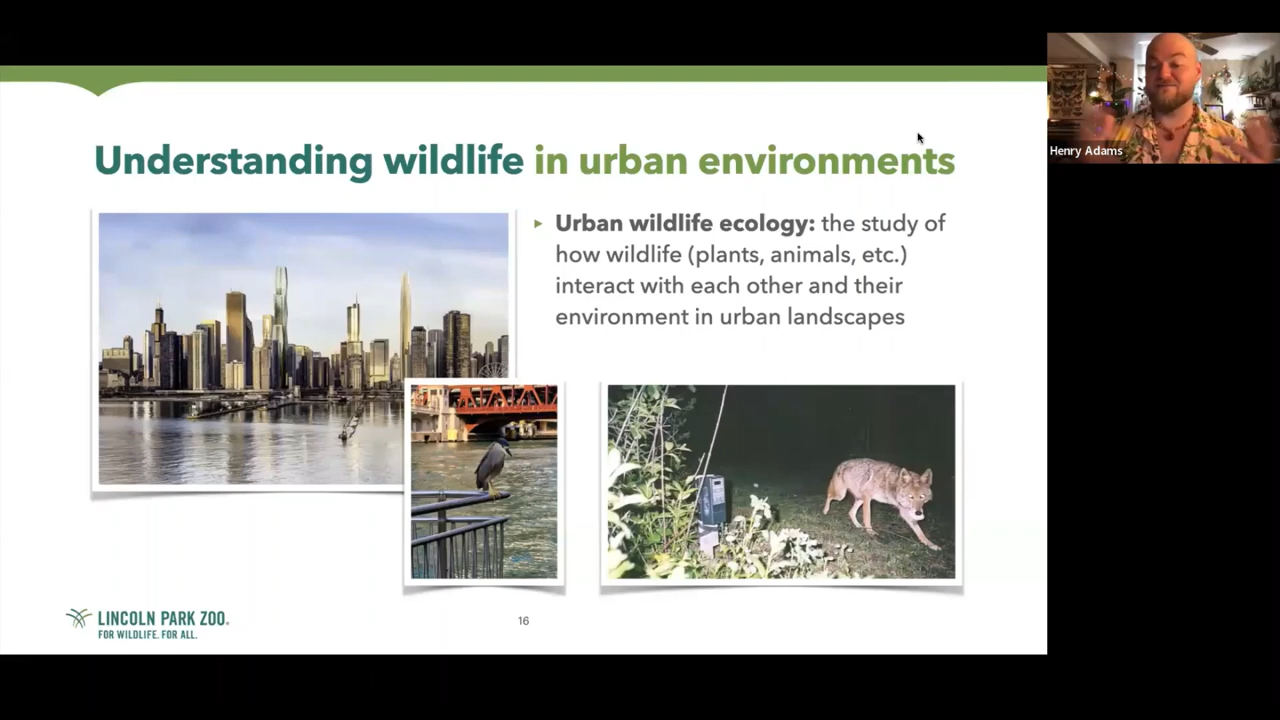 Understanding wildlife in urban environments
Urban wildlife ecology: the study of
how wildlife (plants, animals, etc.)
interact with each other and their
environment in urban landscapes
LINCOLN PARK ZOO.
FOR WILDLIFE. FOR ALL.
16
Henry Adams